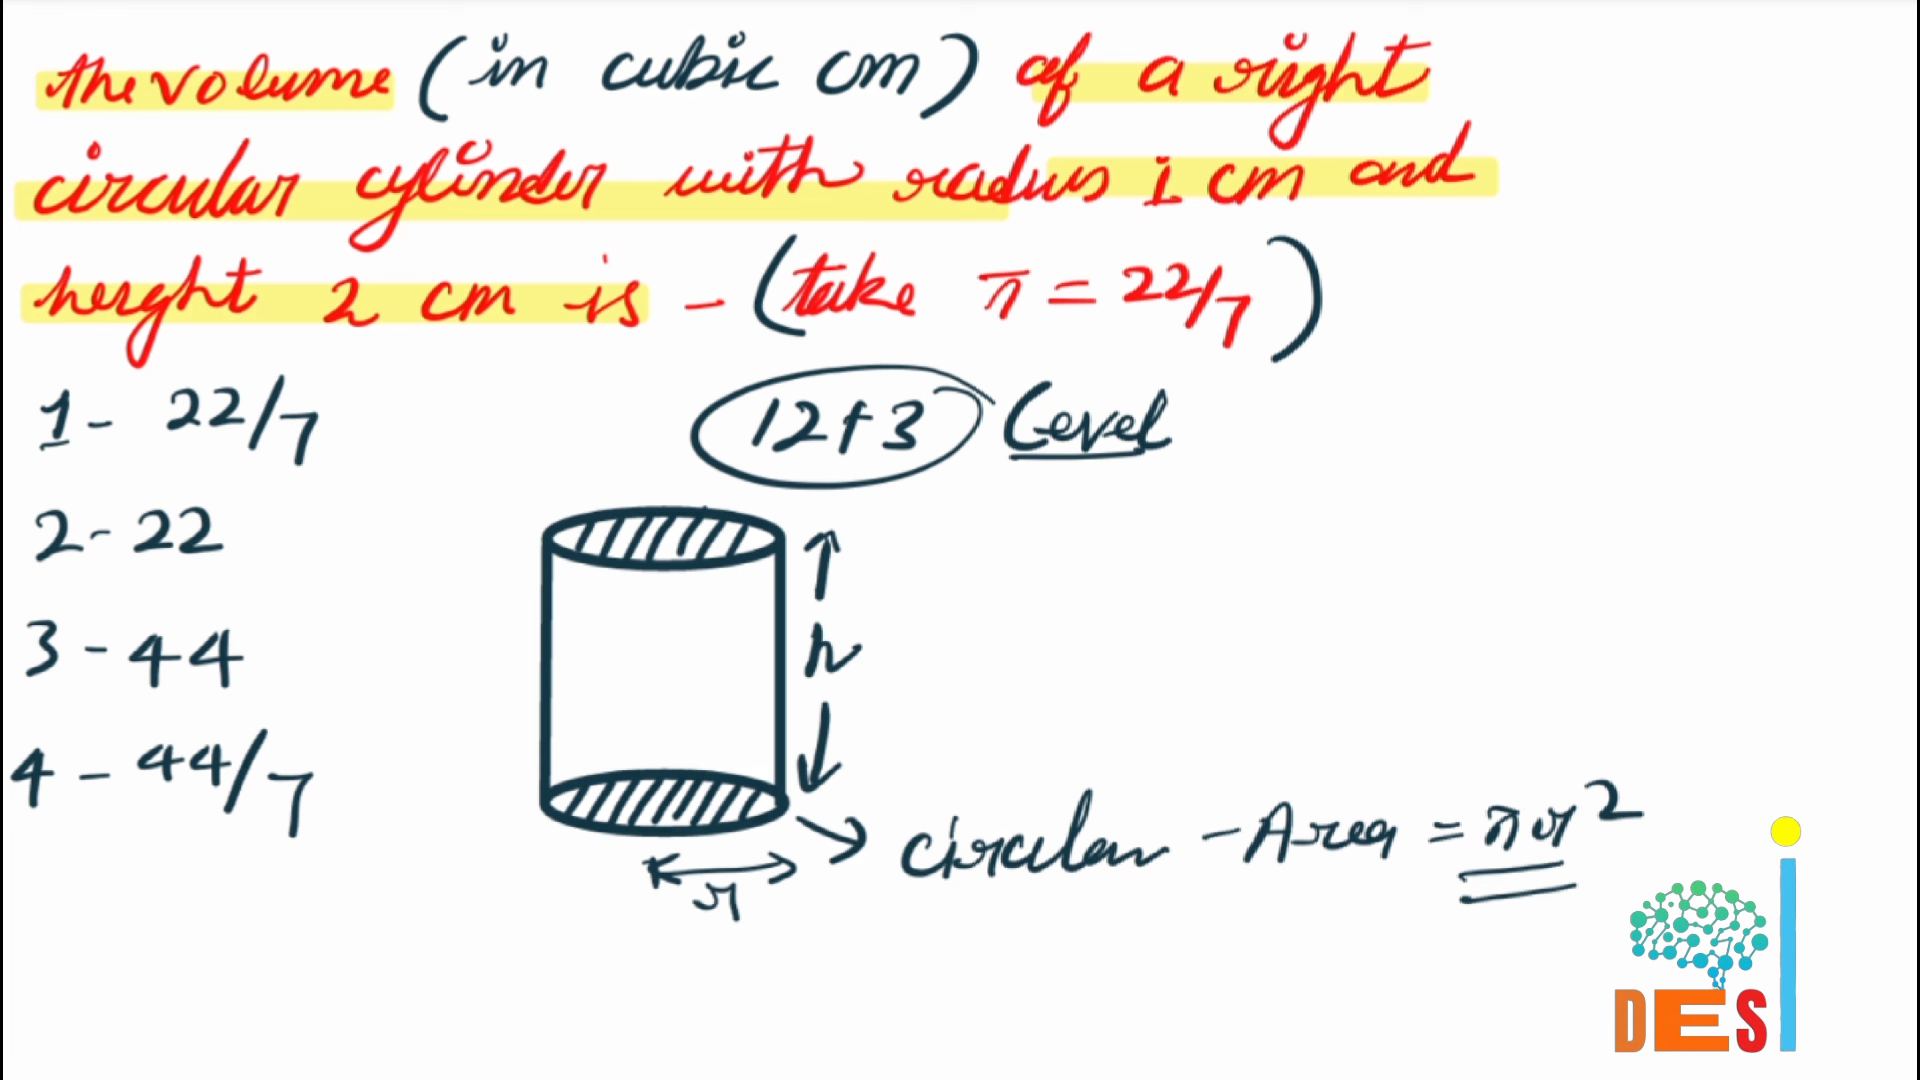 the volume (in cubic cm) of a right
circular cylinder with radius 1 cm and
height 2 cm is - (take π = 22/7)
1 - 22/7
12+3 Level
2 - 22
3 - 44
h
4 - 44/7
circular - Area = πr²
r
DESi